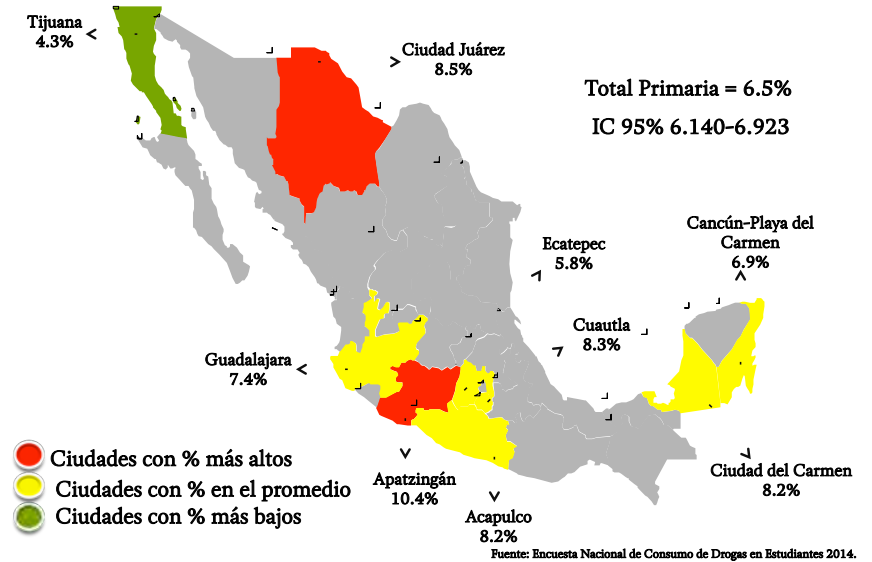 Tijuana
4.3%
Ciudad Juárez
8.5%
Total Primaria = 6.5%
IC 95% 6.140-6.923
Cancún-Playa del
Carmen
6.9%
Ecatepec
5.8%
Cuautla
8.3%
Guadalajara
7.4%
Ciudades con % más altos
Ciudades con % en el promedio
Ciudades con % más bajos
Apatzingán
10.4%
Acapulco
8.2%
Ciudad del Carmen
8.2%
Fuente: Encuesta Nacional de Consumo de Drogas en Estudiantes 2014.